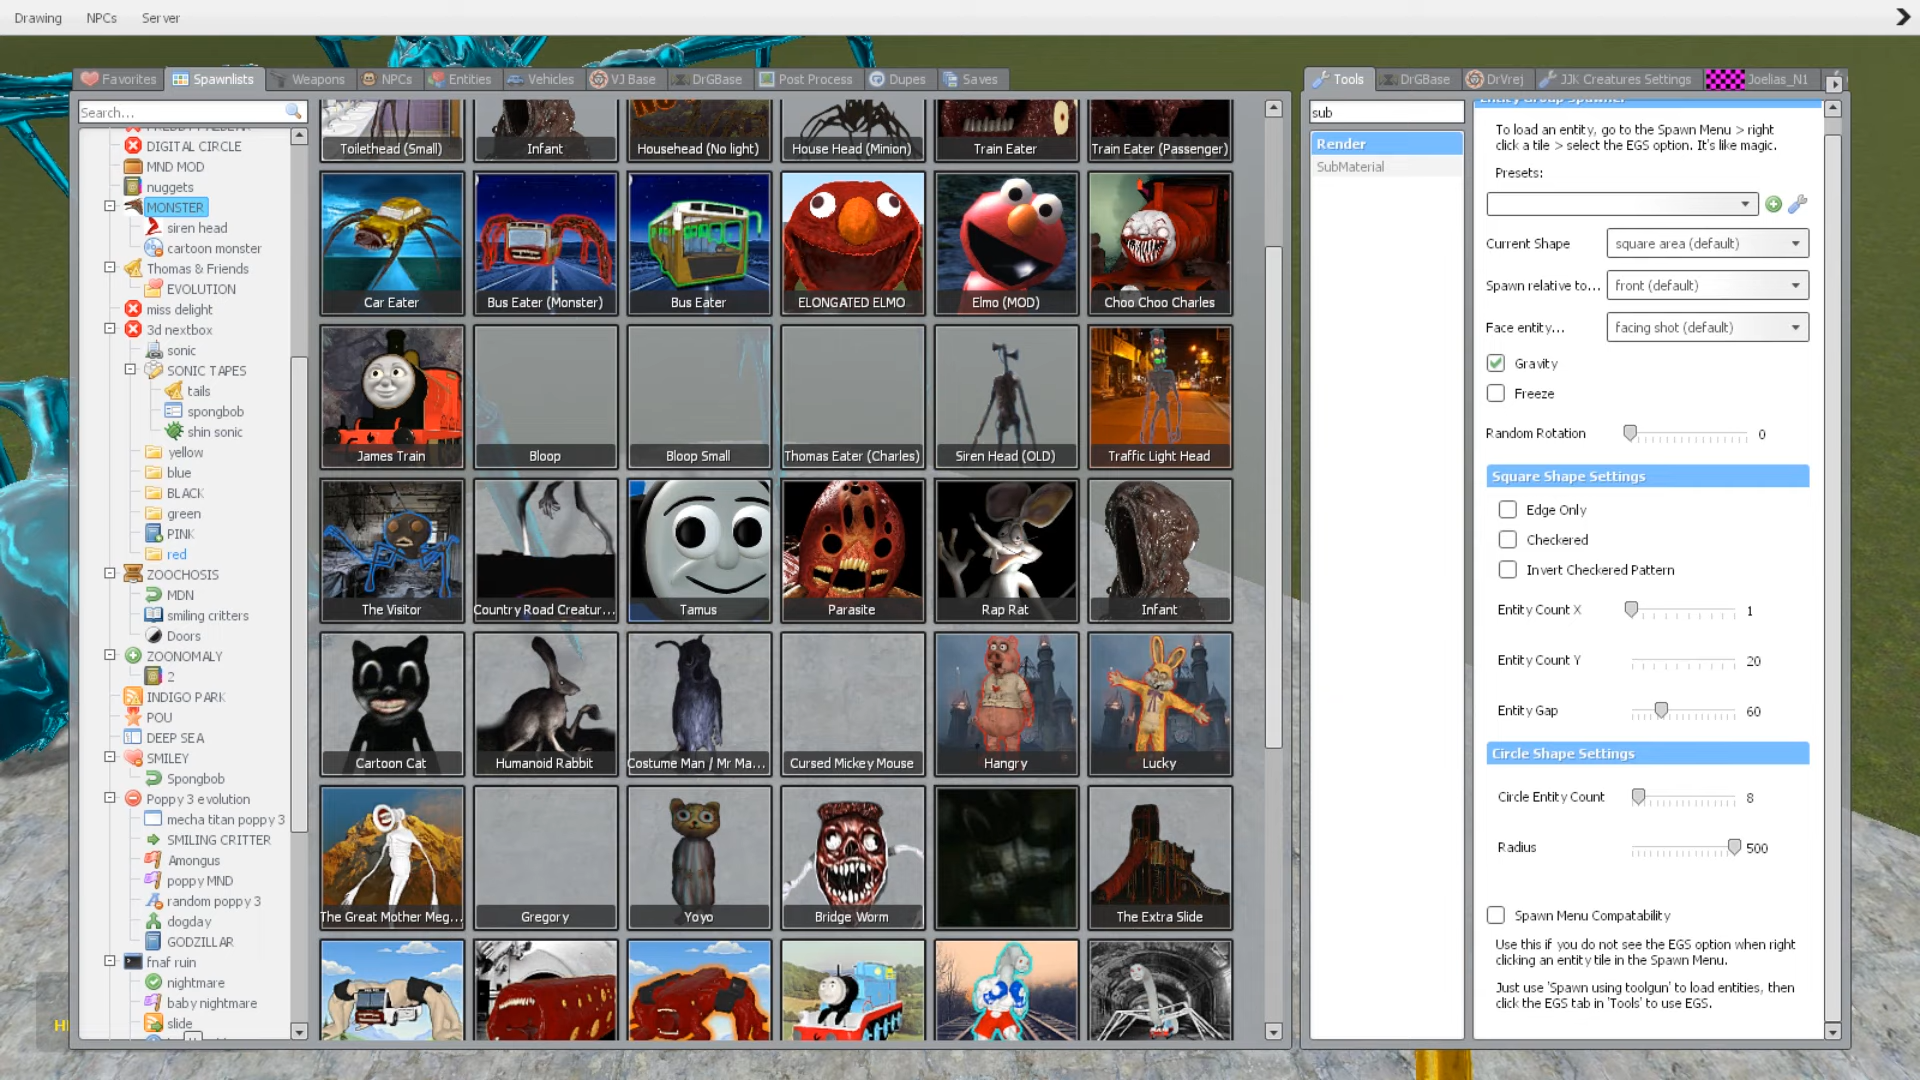 Drawing NPCs Server
Favorites Spawnlists Weapons NPCs Entities Vehicles VJ Base DrGBase Post Process Dupes Saves
Tools DrGBase DrVrej JJK Creatures Settings Joelias_N1
Search...
DIGITAL CIRCLE
MND MOD
nuggets
MONSTER
siren head
cartoon monster
Thomas & Friends
EVOLUTION
miss delight
3d nextbox
sonic
SONIC TAPES
tails
spongbob
shin sonic
yellow
blue
BLACK
green
PINK
red
ZOOCHOSIS
MDN
smiling critters
Doors
ZOONOMALY
2
INDIGO PARK
POU
DEEP SEA
SMILEY
Spongbob
Poppy 3 evolution
mecha titan poppy 3
SMILING CRITTER
Amongus
poppy MND
random poppy 3
dogday
GODZILLAR
fnaf ruin
nightmare
baby nightmare
slide
Toilethead (Small) Infant Househead (No light) House Head (Minion) Train Eater Train Eater (Passenger)
Car Eater Bus Eater (Monster) Bus Eater ELONGATED ELMO Elmo (MOD) Choo Choo Charles
James Train Bloop Bloop Small Thomas Eater (Charles) Siren Head (OLD) Traffic Light Head
The Visitor Country Road Creatur... Tamus Parasite Rap Rat Infant
Cartoon Cat Humanoid Rabbit Costume Man / Mr Ma... Cursed Mickey Mouse Hangry Lucky
The Great Mother Meg... Gregory Yoyo Bridge Worm The Extra Slide
sub
Render
SubMaterial
Entity Group Spawner
To load an entity, go to the Spawn Menu > right
click a tile > select the EGS option. It's like magic.
Presets:
Current Shape square area (default)
Spawn relative to... front (default)
Face entity... facing shot (default)
Gravity
Freeze
Random Rotation 0
Square Shape Settings
Edge Only
Checkered
Invert Checkered Pattern
Entity Count X 1
Entity Count Y 20
Entity Gap 60
Circle Shape Settings
Circle Entity Count 8
Radius 500
Spawn Menu Compatability
Use this if you do not see the EGS option when right
clicking an entity tile in the Spawn Menu.
Just use 'Spawn using toolgun' to load entities, then
click the EGS tab in 'Tools' to use EGS.